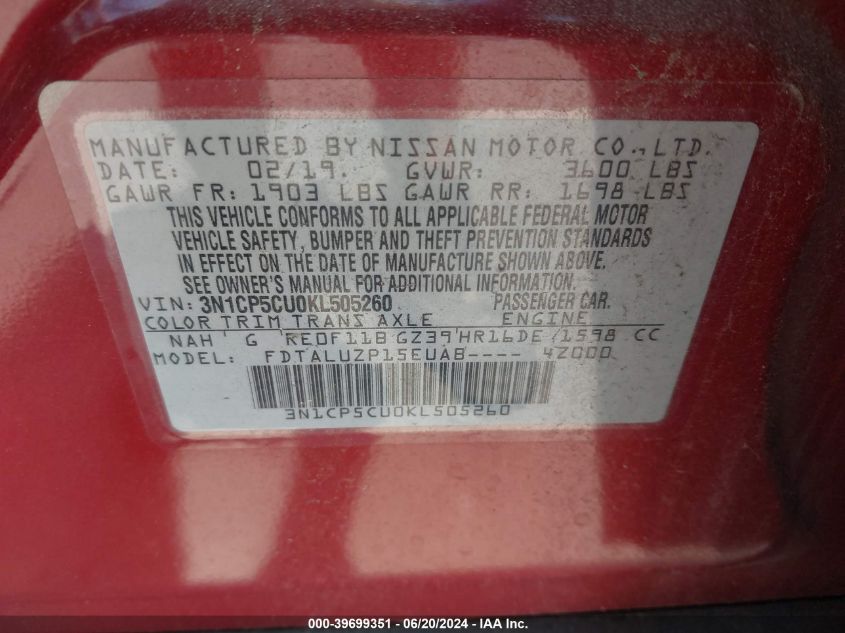 MANUFACTURED BY NISSAN MOTOR CO., LTD.
DATE: 02/19. GVWR: 3600 LBS
GAWR FR: 1903 LBS GAWR RR: 1698 LBS
THIS VEHICLE CONFORMS TO ALL APPLICABLE FEDERAL MOTOR
VEHICLE SAFETY, BUMPER AND THEFT PREVENTION STANDARDS
IN EFFECT ON THE DATE OF MANUFACTURE SHOWN ABOVE.
SEE OWNER'S MANUAL FOR ADDITIONAL INFORMATION.
VIN: 3N1CP5CU0KL505260 PASSENGER CAR.
COLOR TRIM TRANS AXLE ENGINE
NAH G RE0F11B GZ39 HR16DE/1598 CC
FDTALUZP15EUAB---- 4Z000
3N1CP5CU0KL505260
000-39699351 / 06/20/2024 - IAA Inc.